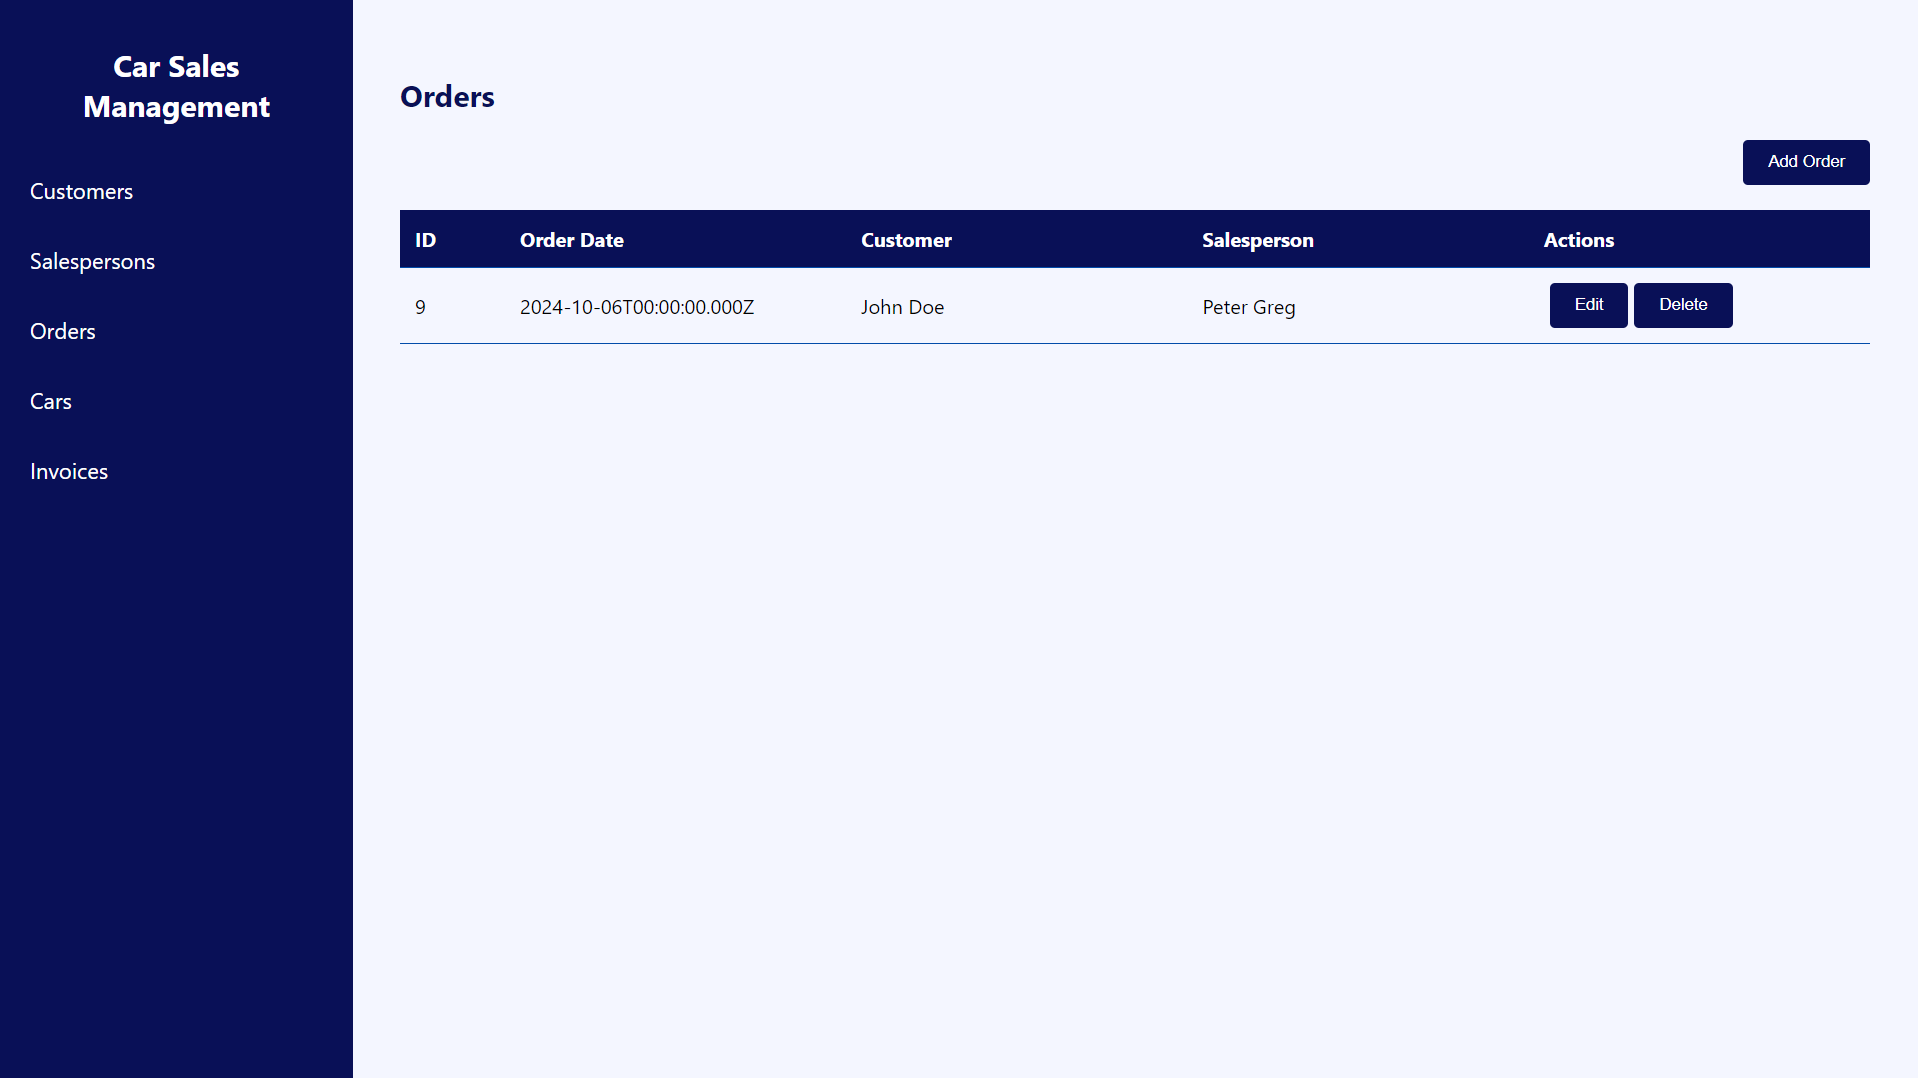 Car Sales
Management
Customers
Salespersons
Orders
Cars
Invoices
Orders
Add Order
ID Order Date Customer Salesperson Actions
9 2024-10-06T00:00:00.000Z John Doe Peter Greg Edit Delete